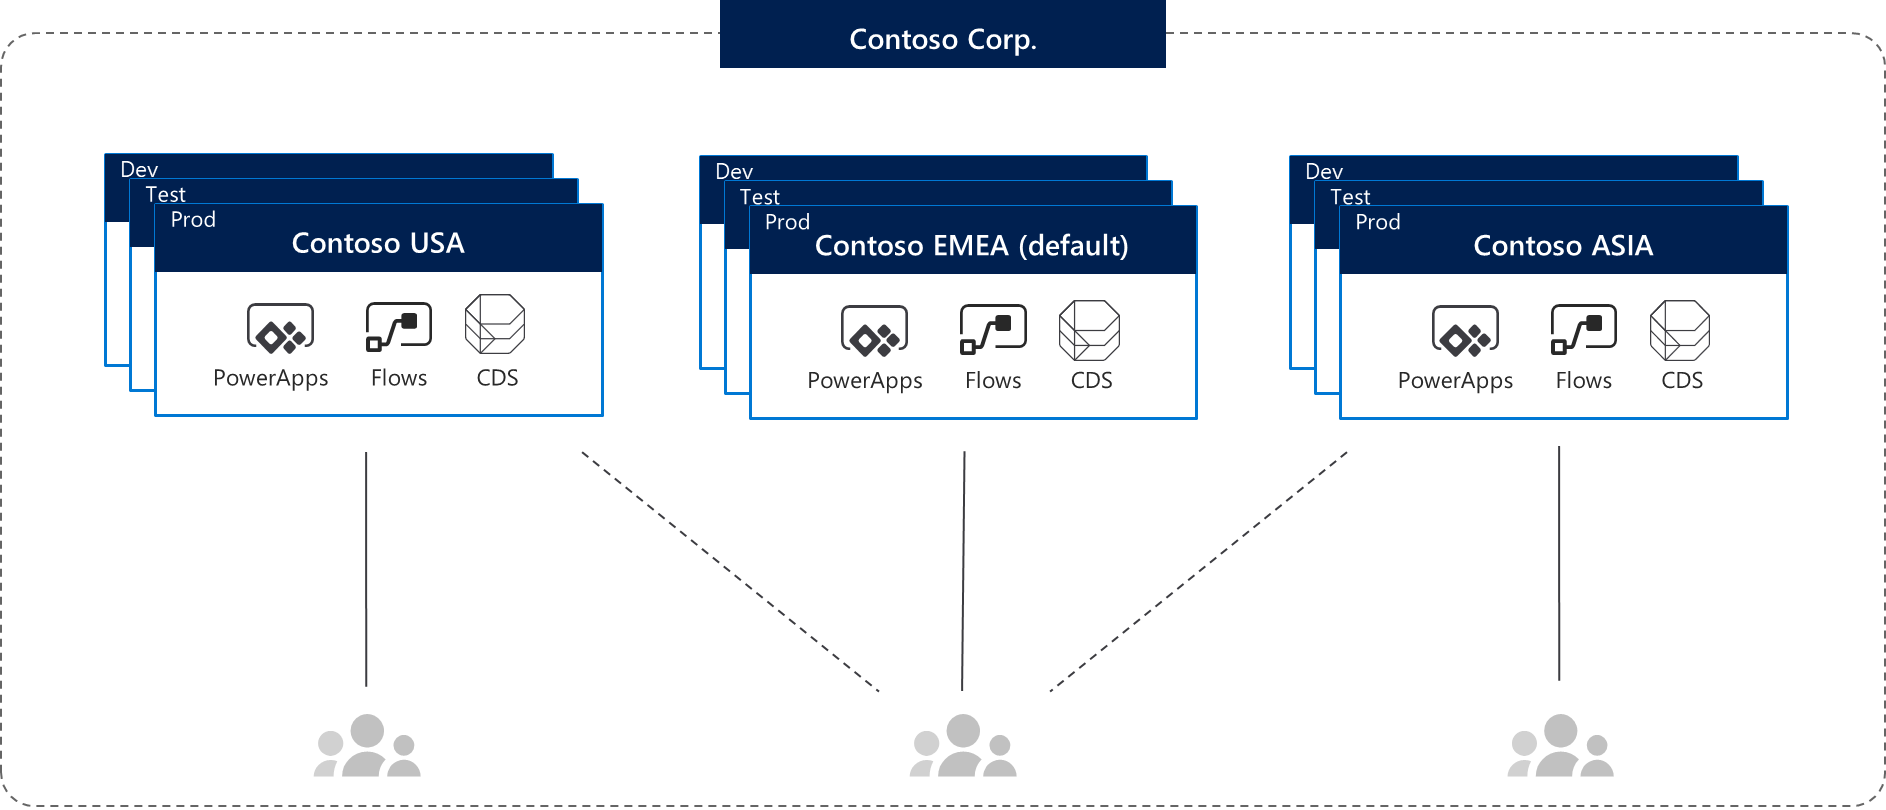 Contoso Corp.
Dev
Test
Prod
Contoso USA
PowerApps
Flows
CDS
Dev
Test
Prod
Contoso EMEA (default)
PowerApps
Flows
CDS
Dev
Test
Prod
Contoso ASIA
PowerApps
Flows
CDS